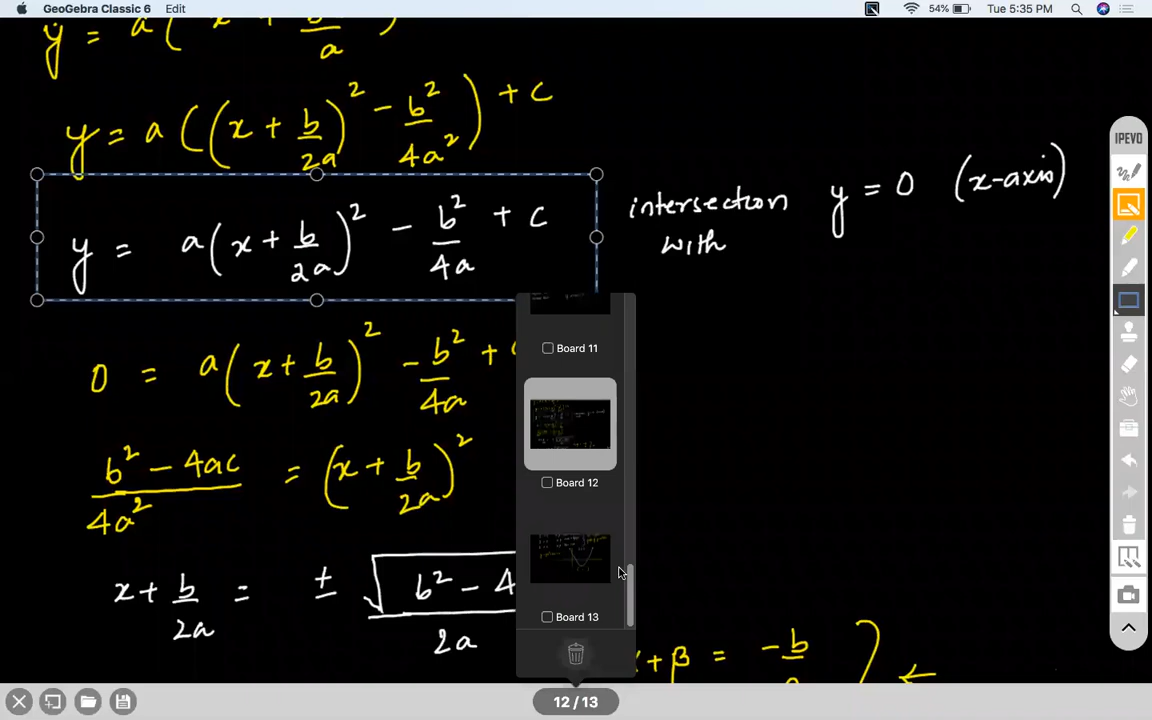 GeoGebra Classic 6 Edit 54% Tue 5:35 PM
y = a( x + b/a )
y = a((x + b/2a)² - b²/4a²) + c
IPEVO
y = a(x + b/2a)² - b²/4a + c
intersection with y = 0 (x-axis)
0 = a(x + b/2a)² - b²/4a +
Board 11
b² - 4ac / 4a² = (x + b/2a)²
Board 12
x + b/2a = ± √b² - 4 / 2a
Board 13
+ β = -b
12 / 13